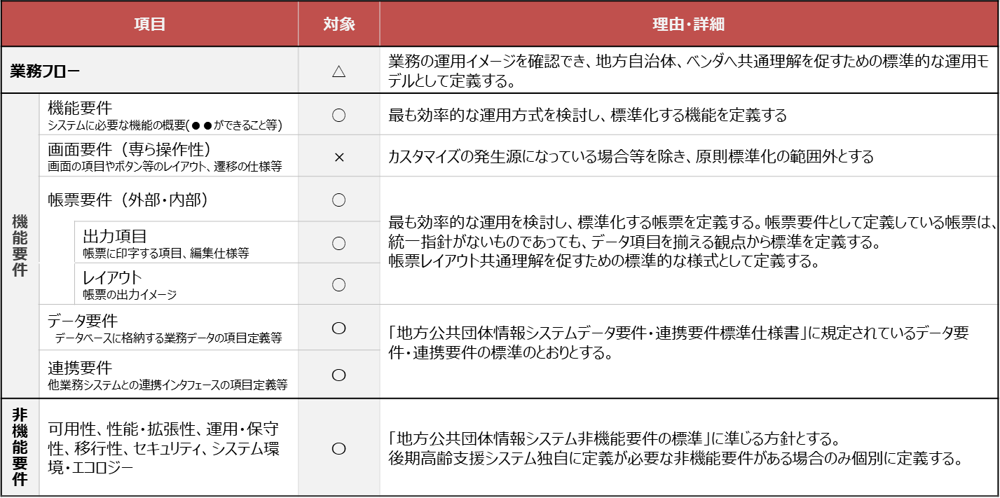 項目 対象 理由・詳細
業務フロー △ 業務の運用イメージを確認でき、地方自治体、ベンダへ共通理解を促すための標準的な運用モ
デルとして定義する。
機能要件
機能要件 ○ 最も効率的な運用方式を検討し、標準化する機能を定義する
システムに必要な機能の概要(●●ができること等)
画面要件（専ら操作性） × カスタマイズの発生源になっている場合等を除き、原則標準化の範囲外とする
画面の項目やボタン等のレイアウト、遷移の仕様等
帳票要件（外部・内部） ○
最も効率的な運用を検討し、標準化する帳票を定義する。帳票要件として定義している帳票は、
統一指針がないものであっても、データ項目を揃える観点から標準を定義する。
帳票レイアウト共通理解を促すための標準的な様式として定義する。
出力項目 ○
帳票に印字する項目、編集仕様等
レイアウト ○
帳票の出力イメージ
データ要件 〇
データベースに格納する業務データの項目定義等
「地方公共団体情報システムデータ要件・連携要件標準仕様書」に規定されているデータ要
件・連携要件の標準のとおりとする。
連携要件 〇
他業務システムとの連携インタフェースの項目定義等
非機能要件
可用性、性能・拡張性、運用・保守
性、移行性、セキュリティ、システム環
境・エコロジー
〇
「地方公共団体情報システム非機能要件の標準」に準じる方針とする。
後期高齢支援システム独自に定義が必要な非機能要件がある場合のみ個別に定義する。